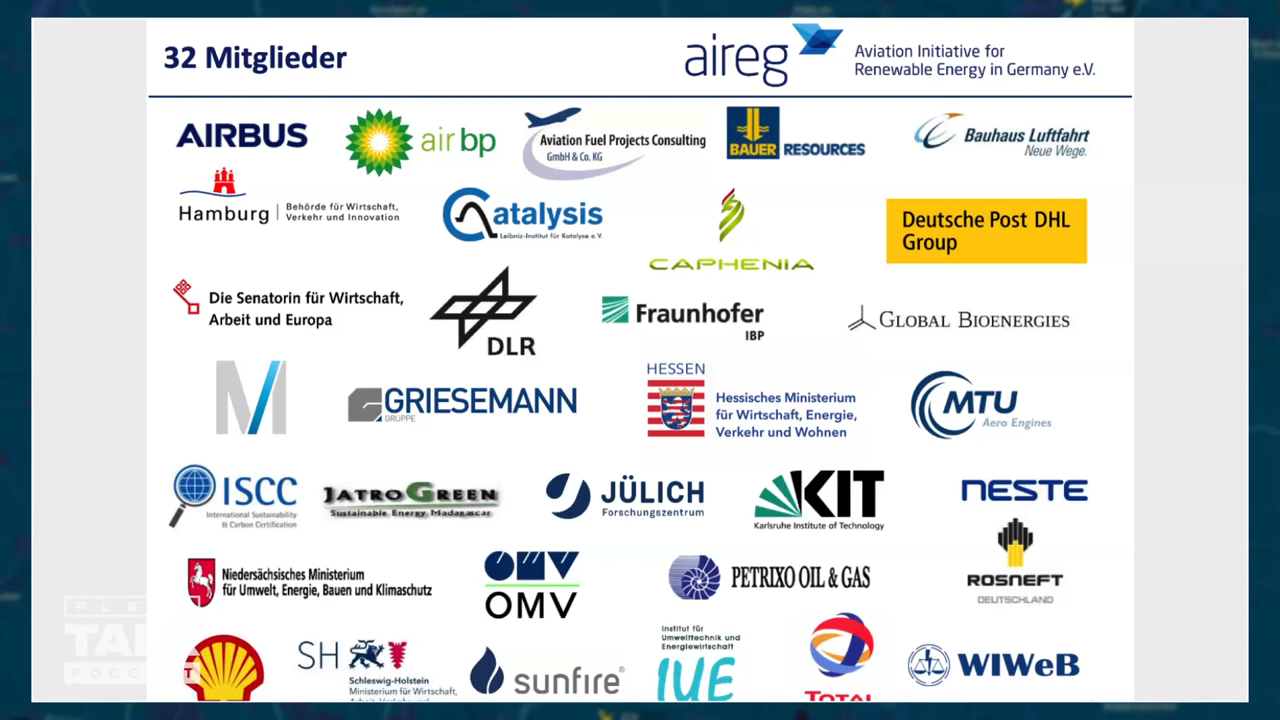 32 Mitglieder
aireg
Aviation Initiative for
Renewable Energy in Germany e.V.
AIRBUS
air bp
Aviation Fuel Projects Consulting
GmbH & Co. KG
BAUER RESOURCES
Bauhaus Luftfahrt
Neue Wege.
Hamburg
Behörde für Wirtschaft,
Verkehr und Innovation
Catalysis
Leibniz-Institut für Katalyse e.V.
CAPHENIA
Deutsche Post DHL
Group
Die Senatorin für Wirtschaft,
Arbeit und Europa
DLR
Fraunhofer
IBP
GLOBAL BIOENERGIES
M
GRIESEMANN
GRUPPE
HESSEN
Hessisches Ministerium
für Wirtschaft, Energie,
Verkehr und Wohnen
MTU
Aero Engines
ISCC
International Sustainability
& Carbon Certification
JATROGREEN
Sustainable Energy Madagascar
JÜLICH
Forschungszentrum
KIT
Karlsruhe Institute of Technology
NESTE
Niedersächsisches Ministerium
für Umwelt, Energie, Bauen und Klimaschutz
OMV
OMV
PETRIXO OIL & GAS
ROSNEFT
DEUTSCHLAND
SH
Schleswig-Holstein
Ministerium für Wirtschaft,
sunfire®
Institut für
Umwelttechnik und
Energiewirtschaft
IUE
TOTAL
WIWeB